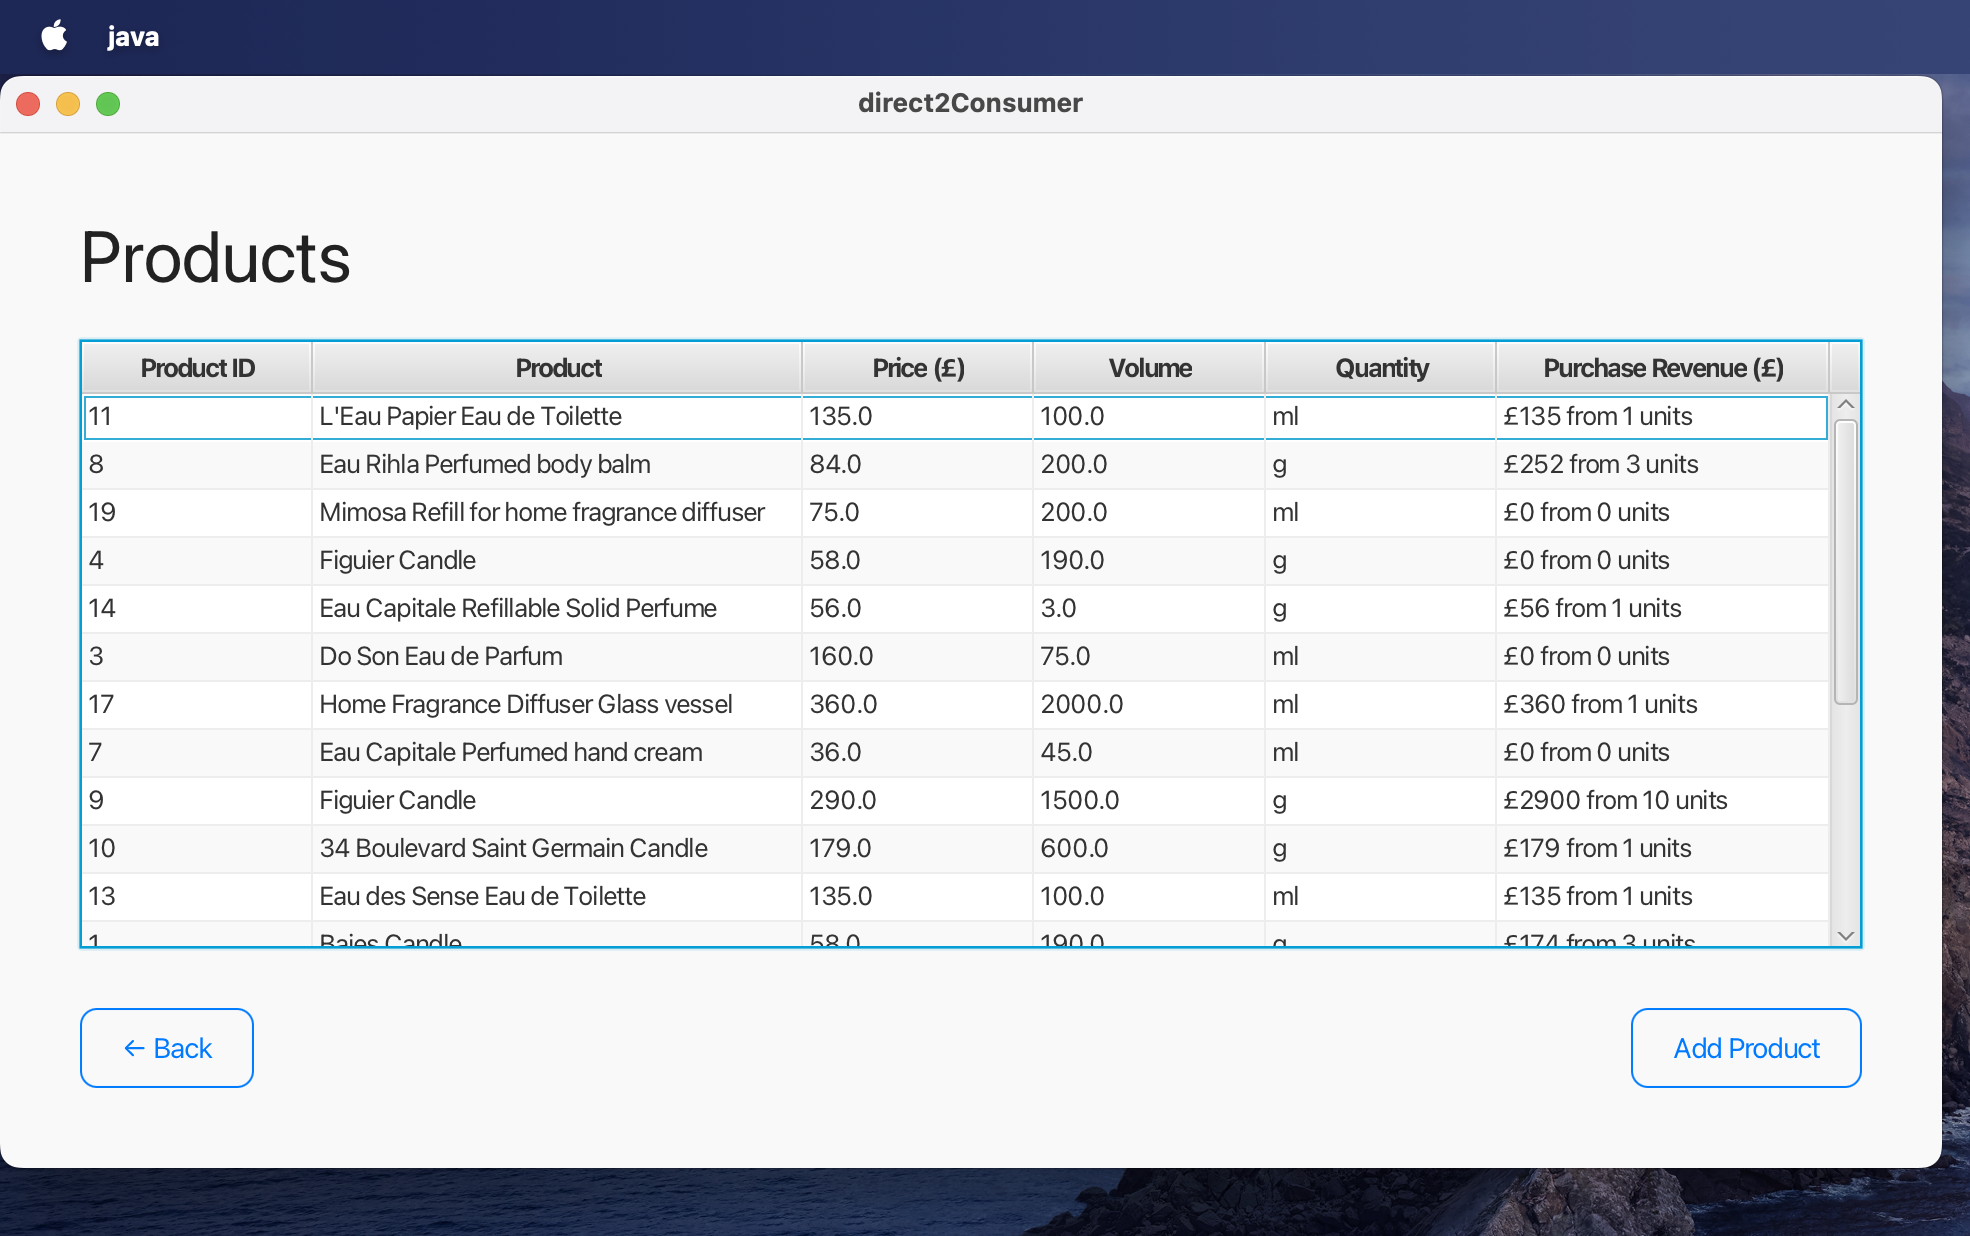 java
direct2Consumer
Products
Product ID Product Price (£) Volume Quantity Purchase Revenue (£)
11 L'Eau Papier Eau de Toilette 135.0 100.0 ml £135 from 1 units
8 Eau Rihla Perfumed body balm 84.0 200.0 g £252 from 3 units
19 Mimosa Refill for home fragrance diffuser 75.0 200.0 ml £0 from 0 units
4 Figuier Candle 58.0 190.0 g £0 from 0 units
14 Eau Capitale Refillable Solid Perfume 56.0 3.0 g £56 from 1 units
3 Do Son Eau de Parfum 160.0 75.0 ml £0 from 0 units
17 Home Fragrance Diffuser Glass vessel 360.0 2000.0 ml £360 from 1 units
7 Eau Capitale Perfumed hand cream 36.0 45.0 ml £0 from 0 units
9 Figuier Candle 290.0 1500.0 g £2900 from 10 units
10 34 Boulevard Saint Germain Candle 179.0 600.0 g £179 from 1 units
13 Eau des Sense Eau de Toilette 135.0 100.0 ml £135 from 1 units
1 Baies Candle 58.0 190.0 g £174 from 3 units
← Back Add Product